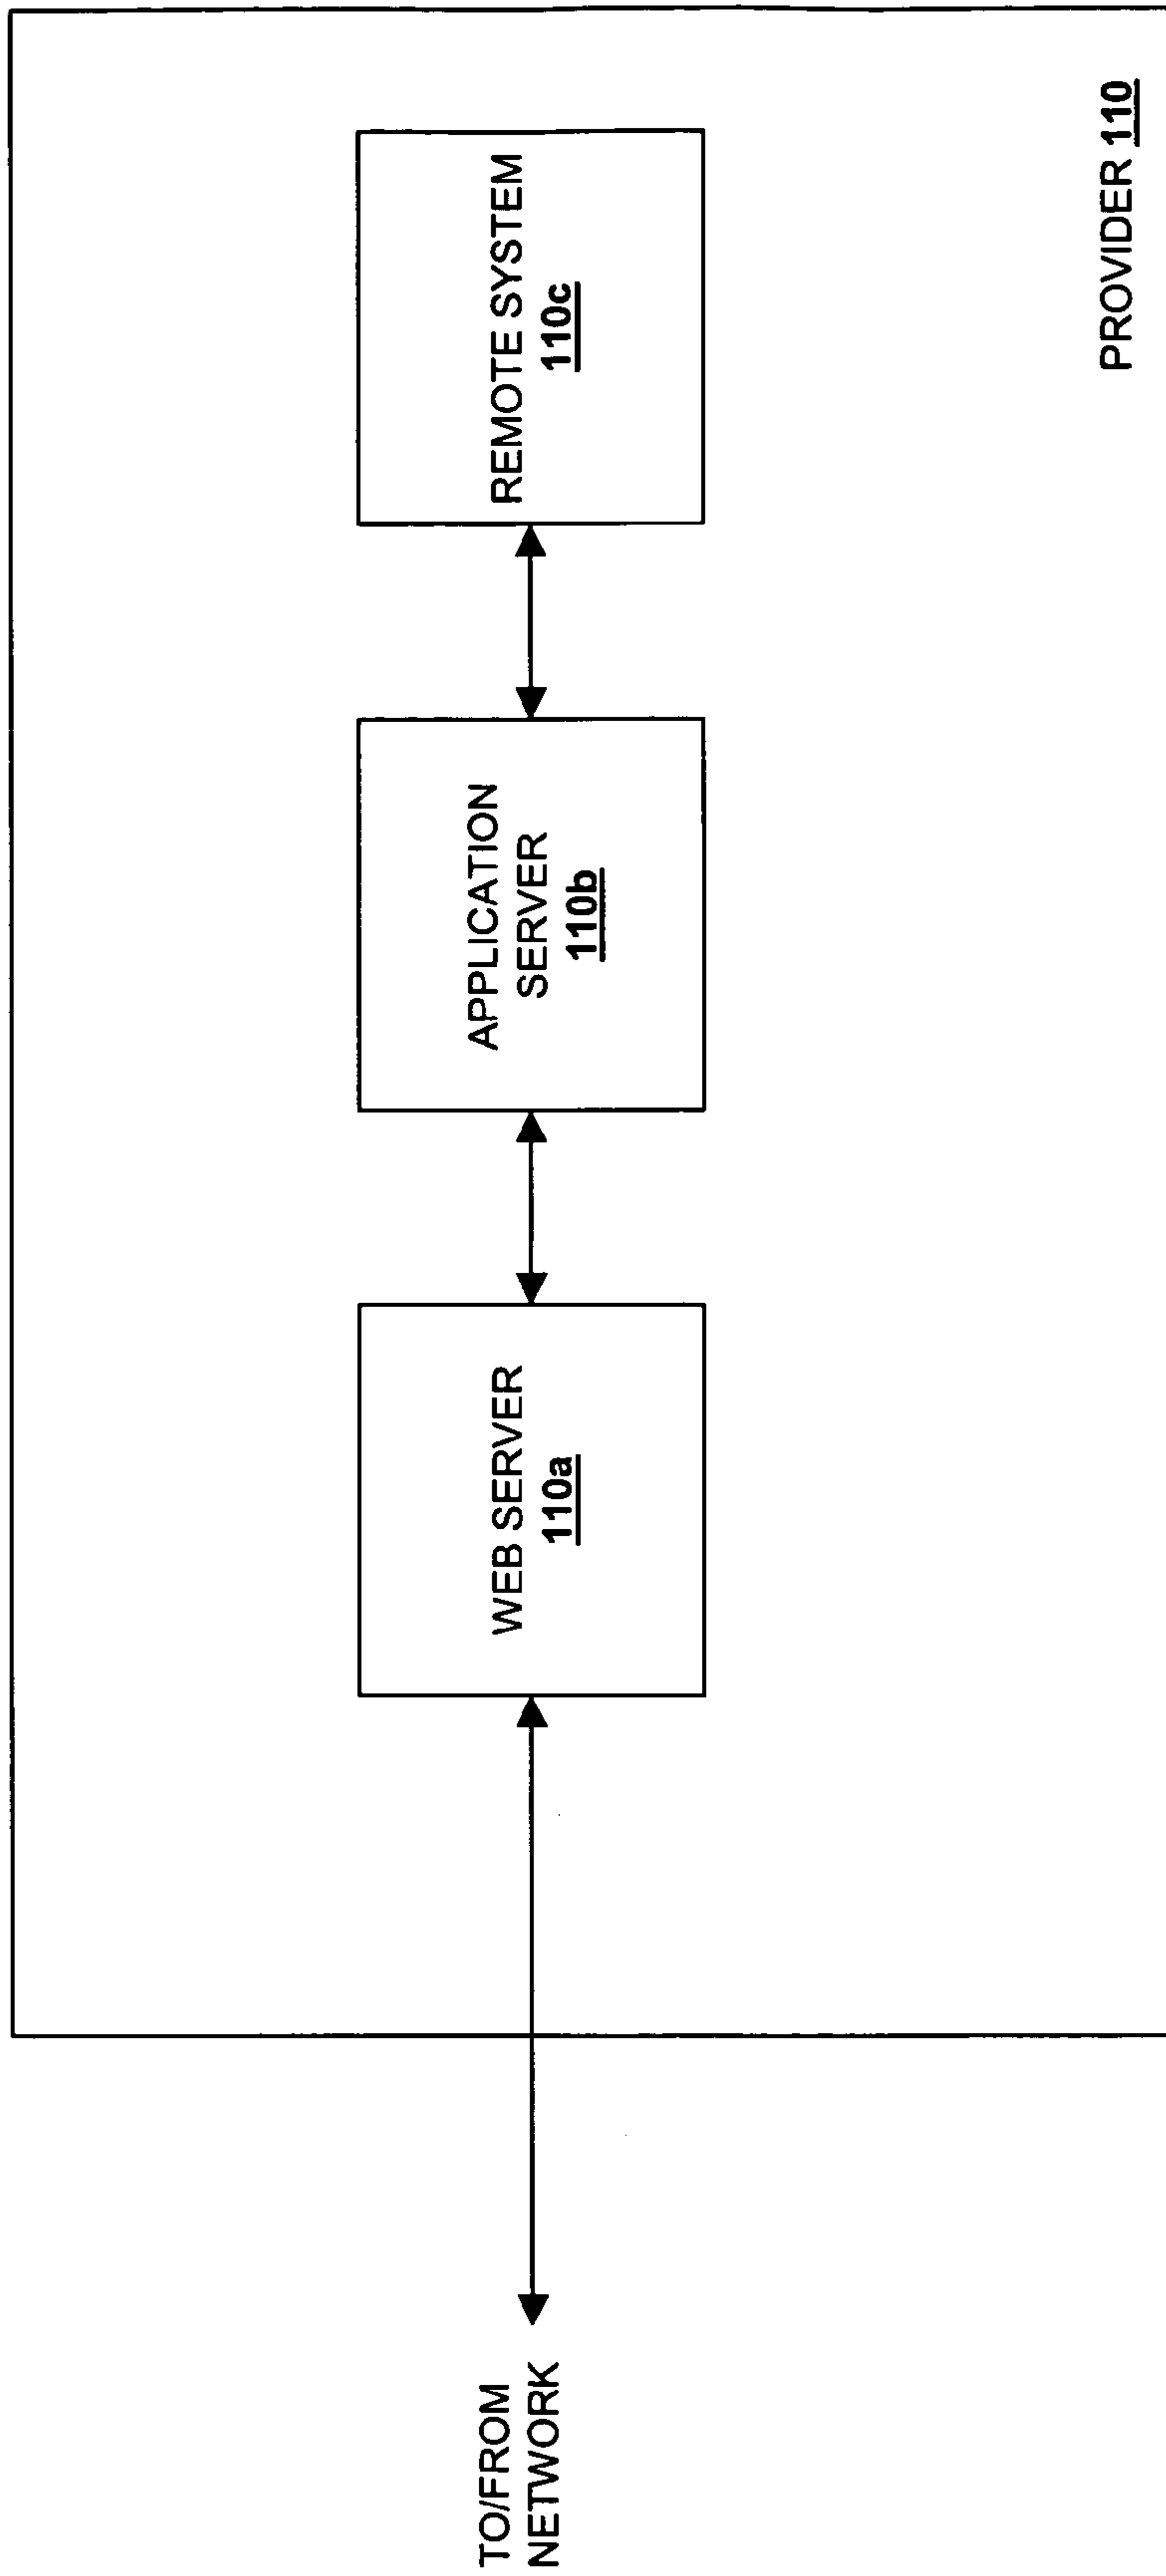 TO/FROM
NETWORK
WEB SERVER
110a
APPLICATION
SERVER
110b
REMOTE SYSTEM
110c
PROVIDER 110